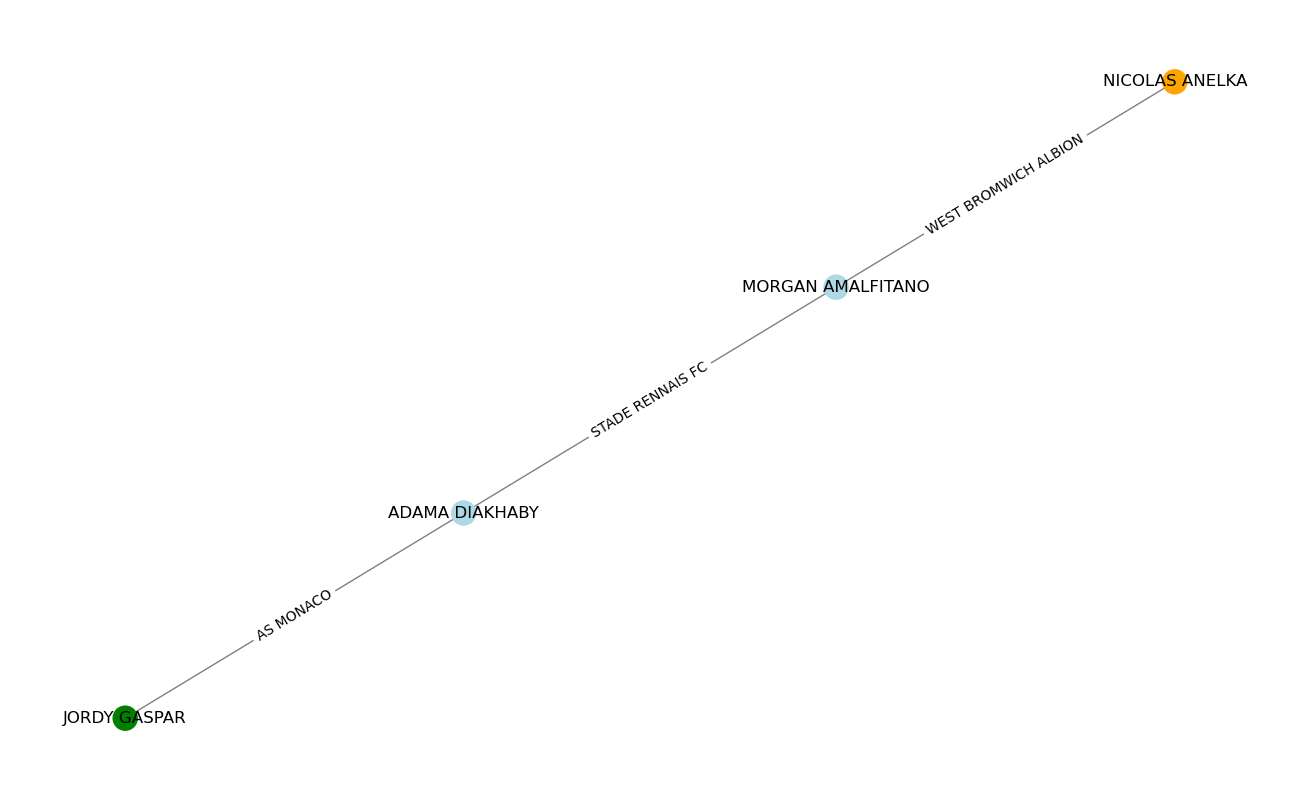 NICOLAS ANELKA
WEST BROMWICH ALBION
MORGAN AMALFITANO
STADE RENNAIS FC
ADAMA DIAKHABY
AS MONACO
JORDY GASPAR